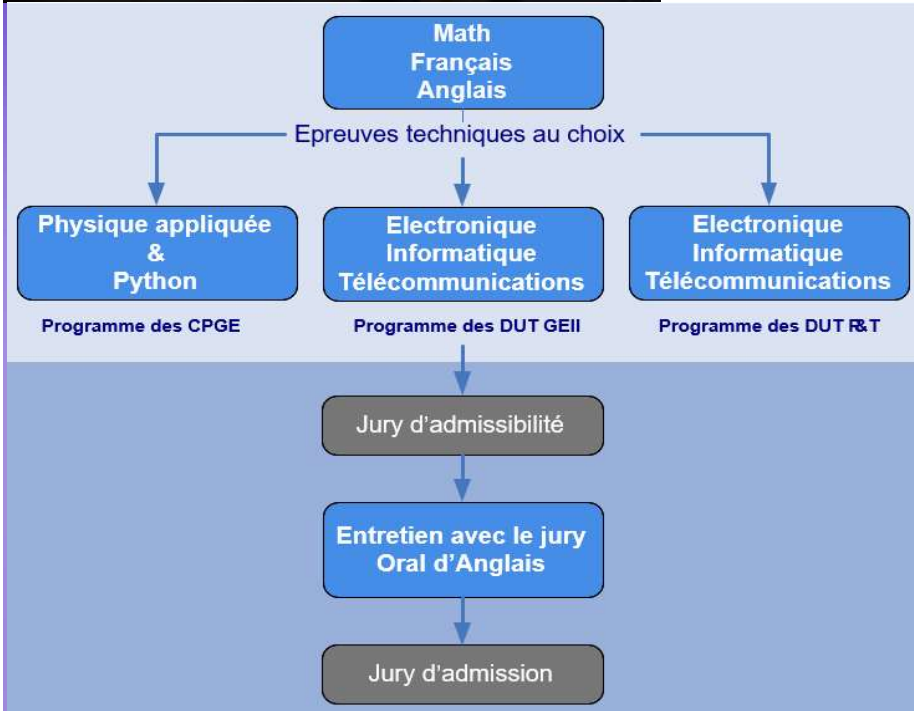 Math
Français
Anglais
Epreuves techniques au choix
Physique appliquée
&
Python
Electronique
Informatique
Télécommunications
Electronique
Informatique
Télécommunications
Programme des CPGE
Programme des DUT GEII
Programme des DUT R&T
Jury d'admissibilité
Entretien avec le jury
Oral d'Anglais
Jury d'admission